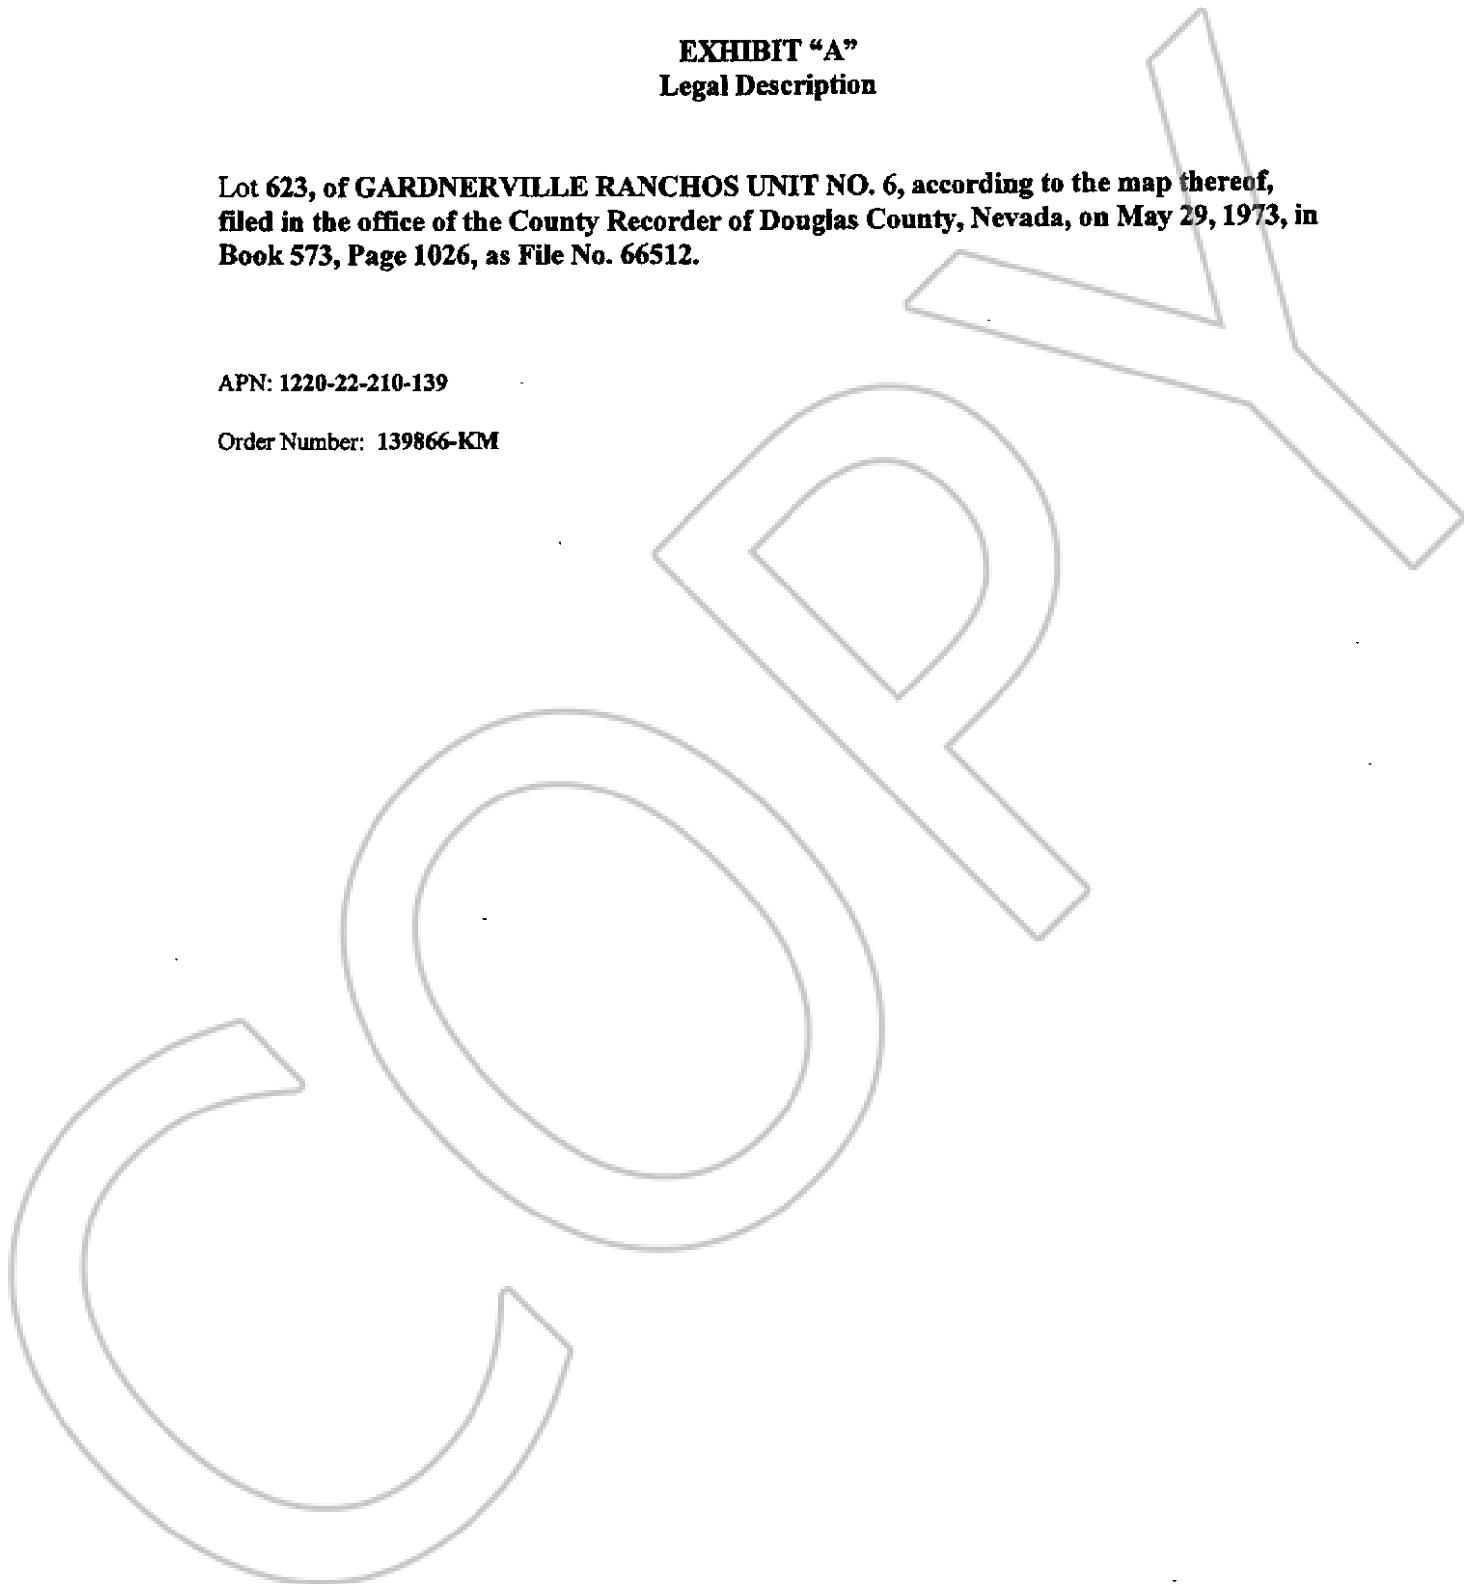 EXHIBIT “A”
Legal Description
Lot 623, of GARDNERVILLE RANCHOS UNIT NO. 6, according to the map thereof,
filed in the office of the County Recorder of Douglas County, Nevada, on May 29, 1973, in
Book 573, Page 1026, as File No. 66512.
APN: 1220-22-210-139
Order Number: 139866-KM
COPY